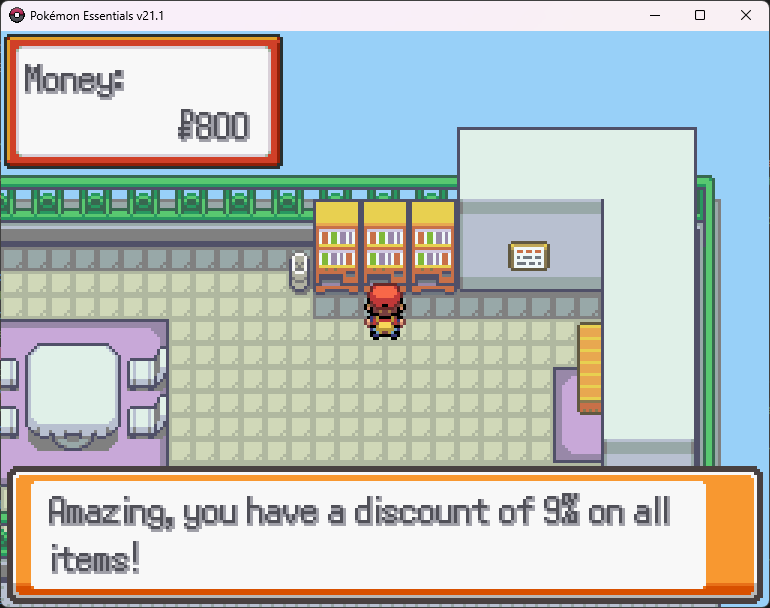 Pokémon Essentials v21.1
Money:
₽800
Amazing, you have a discount of 9% on all
items!